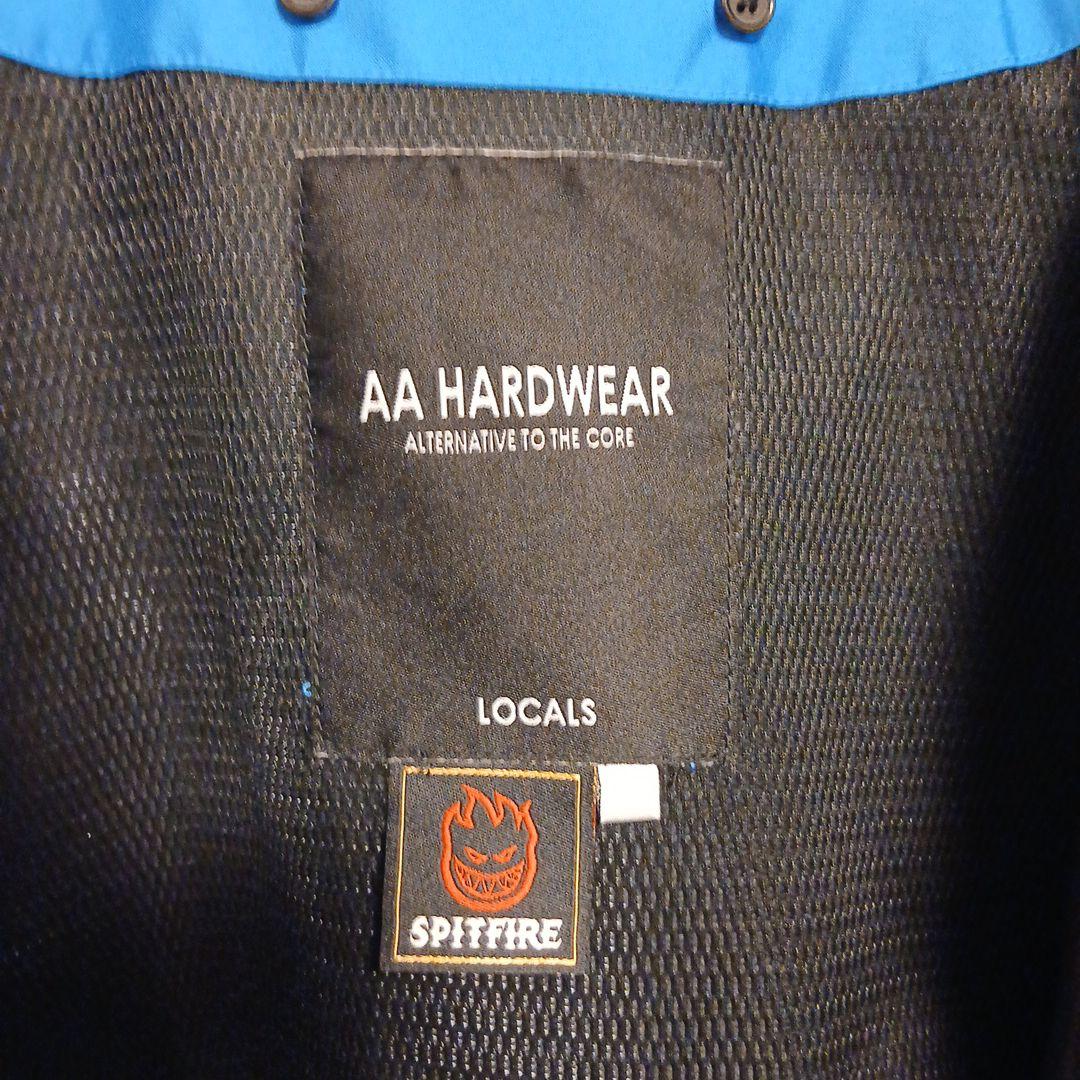 AA HARDWEAR
ALTERNATIVE TO THE CORE
LOCALS
SPITFIRE